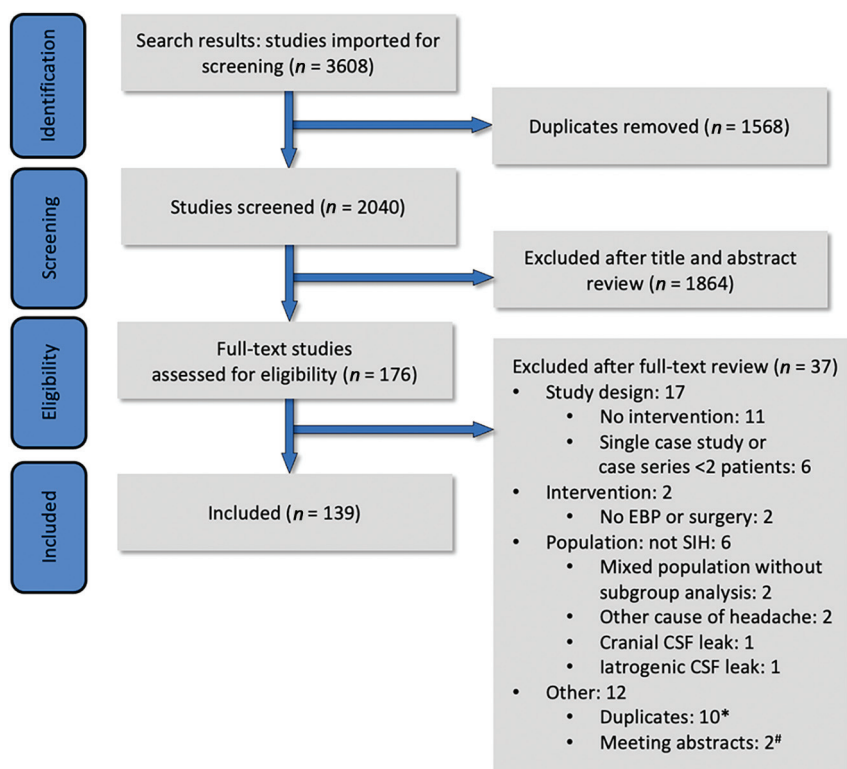 Identification
Search results: studies imported for
screening (n = 3608)
Duplicates removed (n = 1568)
Screening
Studies screened (n = 2040)
Excluded after title and abstract
review (n = 1864)
Eligibility
Full-text studies
assessed for eligibility (n = 176)
Excluded after full-text review (n = 37)
• Study design: 17
• No intervention: 11
• Single case study or
case series <2 patients: 6
• Intervention: 2
• No EBP or surgery: 2
• Population: not SIH: 6
• Mixed population without
subgroup analysis: 2
• Other cause of headache: 2
• Cranial CSF leak: 1
• Iatrogenic CSF leak: 1
• Other: 12
• Duplicates: 10*
• Meeting abstracts: 2#
Included
Included (n = 139)